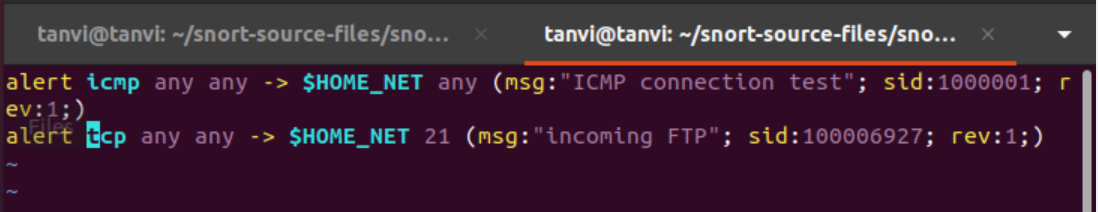 tanvi@tanvi: ~/snort-source-files/sno... × tanvi@tanvi: ~/snort-source-files/sno... ×
alert icmp any any -> $HOME_NET any (msg:"ICMP connection test"; sid:1000001; r
ev:1;)
Files
alert tcp any any -> $HOME_NET 21 (msg:"incoming FTP"; sid:100006927; rev:1;)
~
~